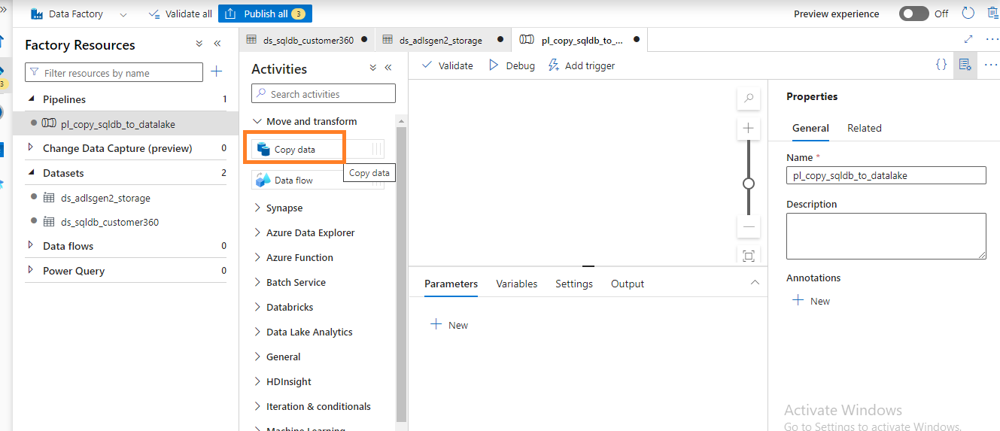 Data Factory
Validate all
Publish all 3
Preview experience
Off
Factory Resources
Filter resources by name
Pipelines 1
pl_copy_sqldb_to_datalake
Change Data Capture (preview) 0
Datasets 2
ds_adlsgen2_storage
ds_sqldb_customer360
Data flows 0
Power Query 0
3
ds_sqldb_customer360
ds_adlsgen2_storage
pl_copy_sqldb_to_...
Activities
Search activities
Move and transform
Copy data
Copy data
Data flow
Synapse
Azure Data Explorer
Azure Function
Batch Service
Databricks
Data Lake Analytics
General
HDInsight
Iteration & conditionals
Machine Learning
Validate
Debug
Add trigger
{}
Parameters
Variables
Settings
Output
New
Properties
General
Related
Name *
pl_copy_sqldb_to_datalake
Description
Annotations
New
Activate Windows
Go to Settings to activate Windows.